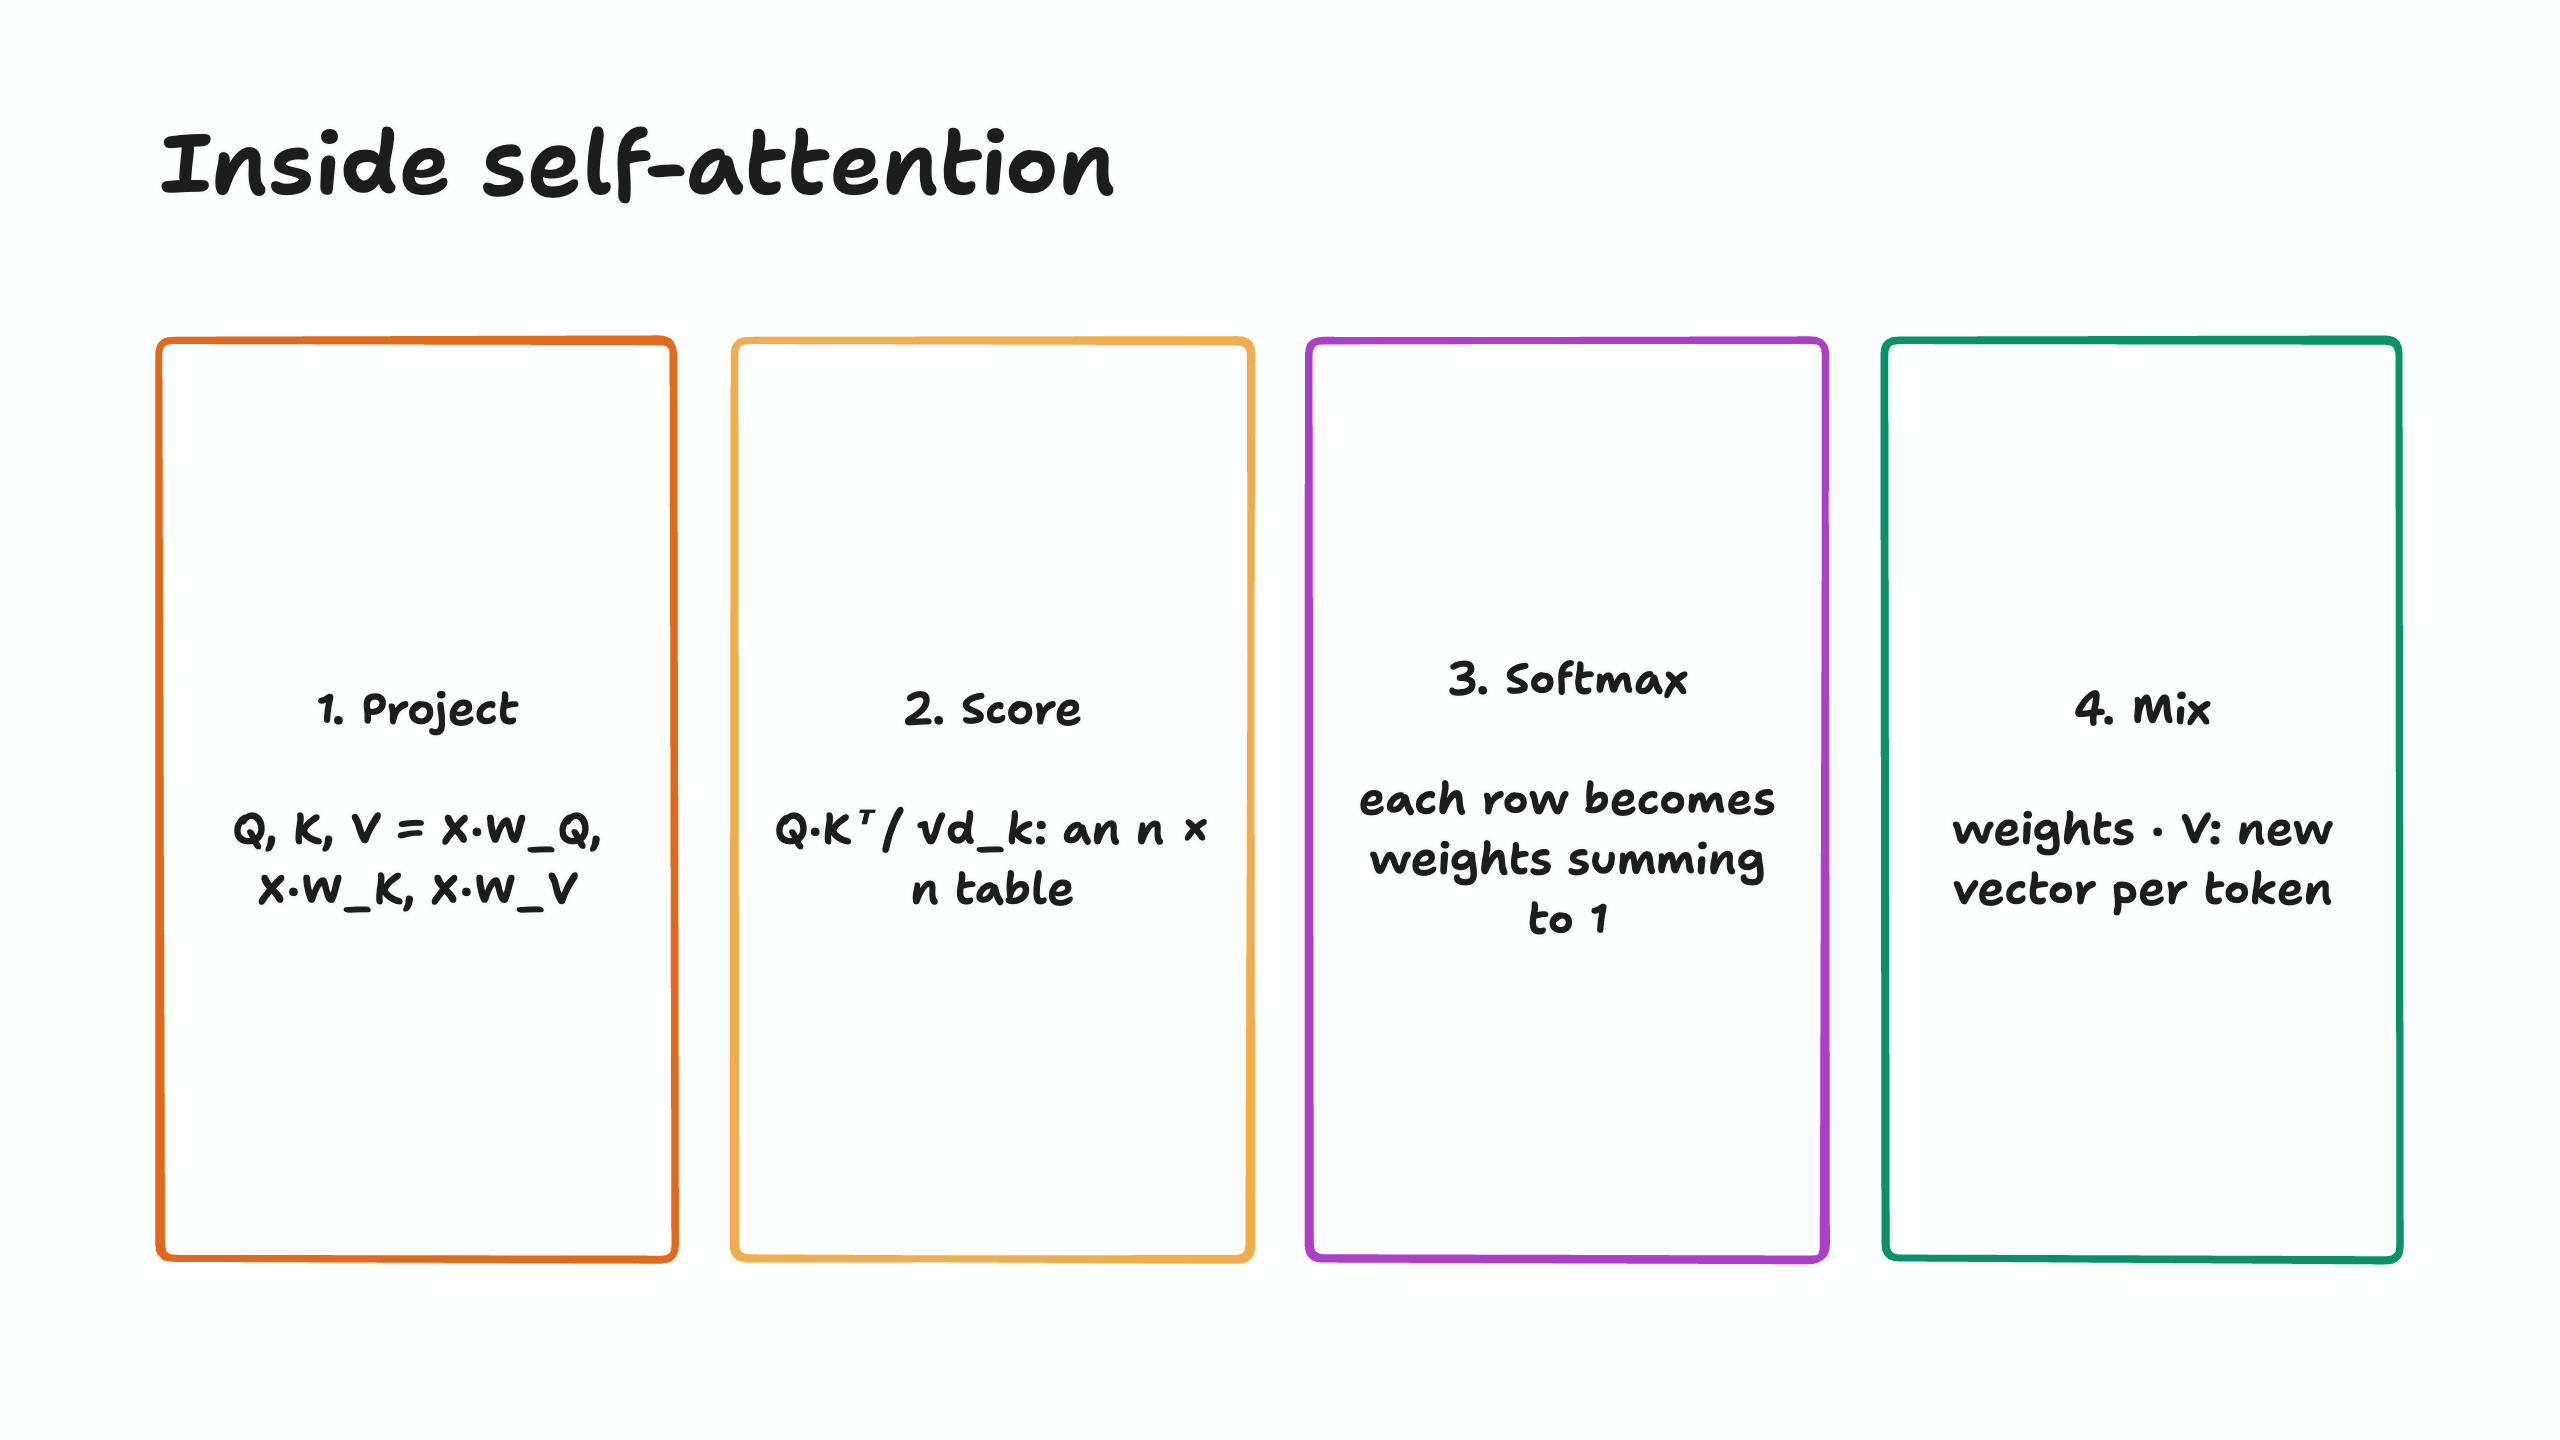 Inside self-attention
1. Project
Q, K, V = X·W_Q,
X·W_K, X·W_V
2. Score
Q·Kᵀ/ √d_k: an n ×
n table
3. Softmax
each row becomes
weights summing
to 1
4. Mix
weights · V: new
vector per token